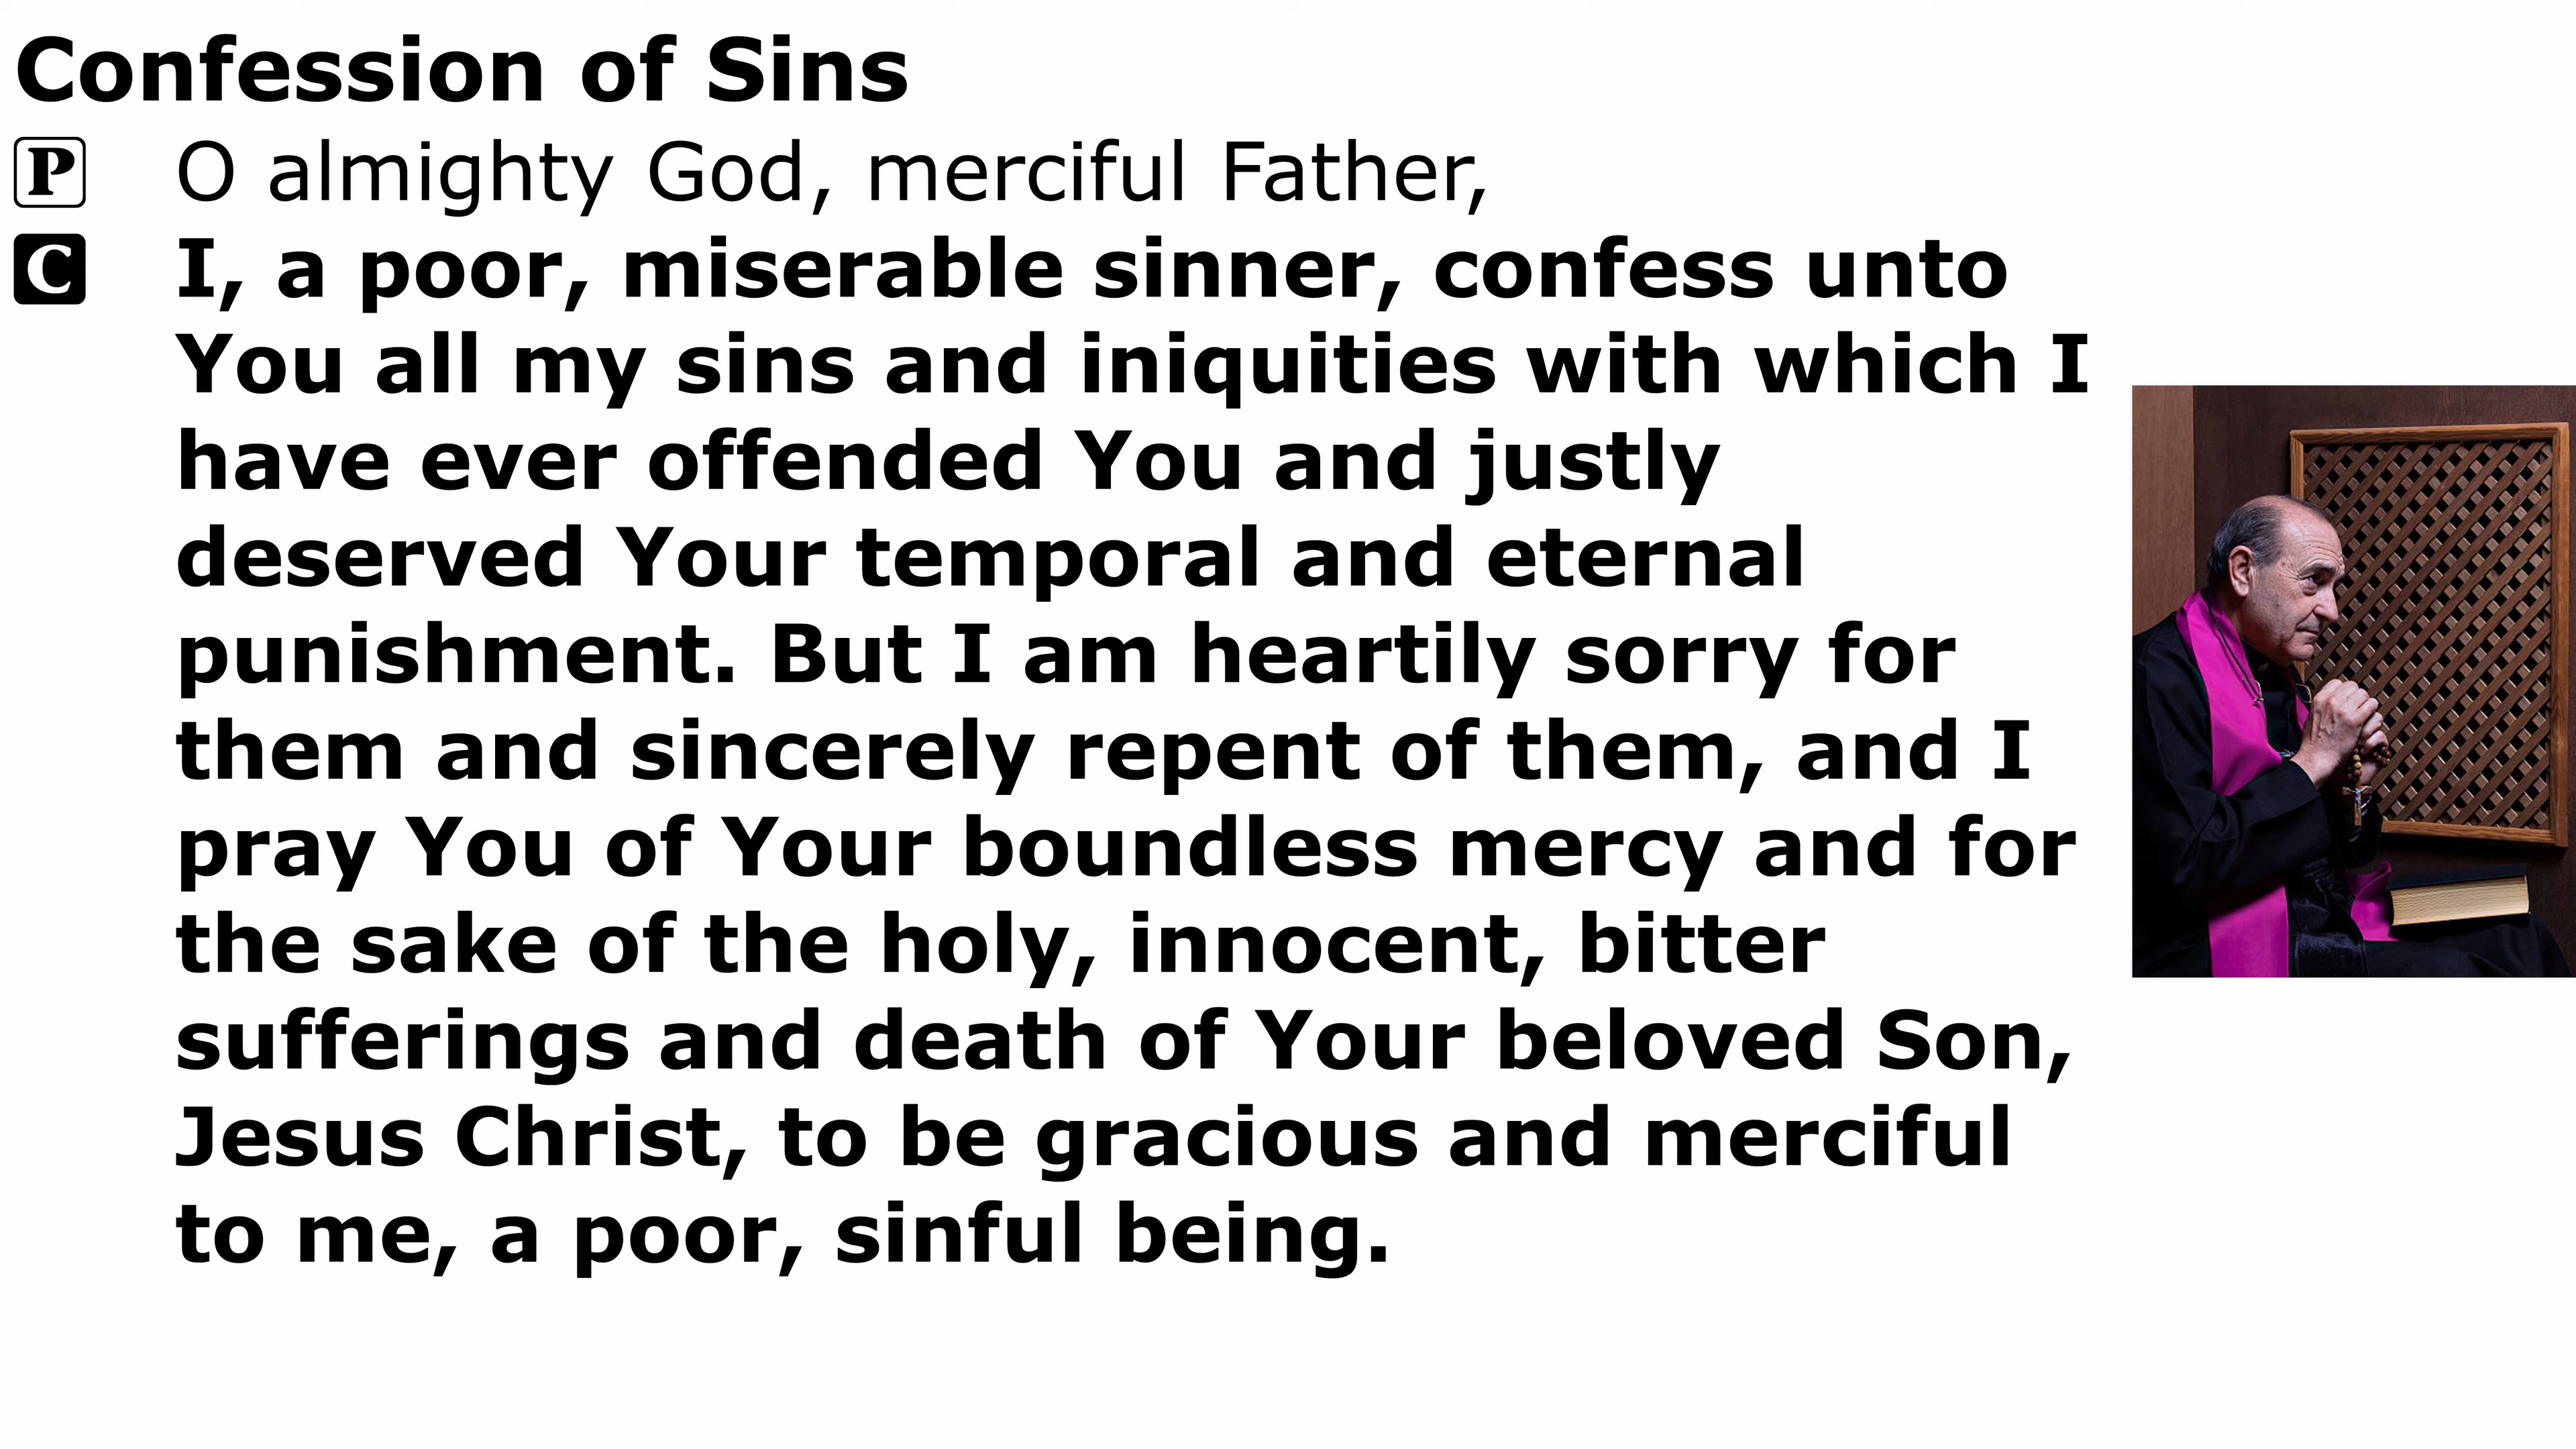 Confession of Sins
P O almighty God, merciful Father,
C I, a poor, miserable sinner, confess unto
You all my sins and iniquities with which I
have ever offended You and justly
deserved Your temporal and eternal
punishment. But I am heartily sorry for
them and sincerely repent of them, and I
pray You of Your boundless mercy and for
the sake of the holy, innocent, bitter
sufferings and death of Your beloved Son,
Jesus Christ, to be gracious and merciful
to me, a poor, sinful being.